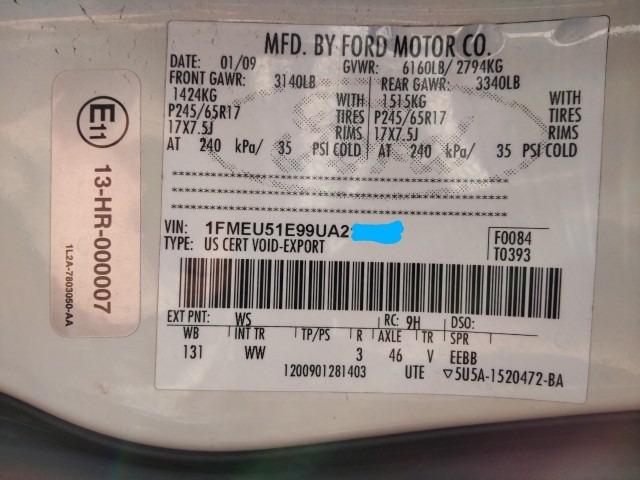 MFD. BY FORD MOTOR CO.
DATE: 01/09 GVWR: 6160LB/ 2794KG
FRONT GAWR: 3140LB REAR GAWR: 3340LB
1424KG WITH 1515KG WITH
P245/65R17 TIRES P245/65R17 TIRES
17X7.5J RIMS 17X7.5J RIMS
AT 240 kPa/ 35 PSI COLD AT 240 kPa/ 35 PSI COLD
VIN: 1FMEU51E99UA2
TYPE: US CERT VOID-EXPORT
F0084
T0393
EXT PNT: WS RC: 9H DSO:
WB INT TR TP/PS R AXLE TR SPR
131 WW 3 46 V EEBB
1200901281403 UTE ▽5U5A-1520472-BA
E11
13-HR-000007
1L2A-7803050-AA